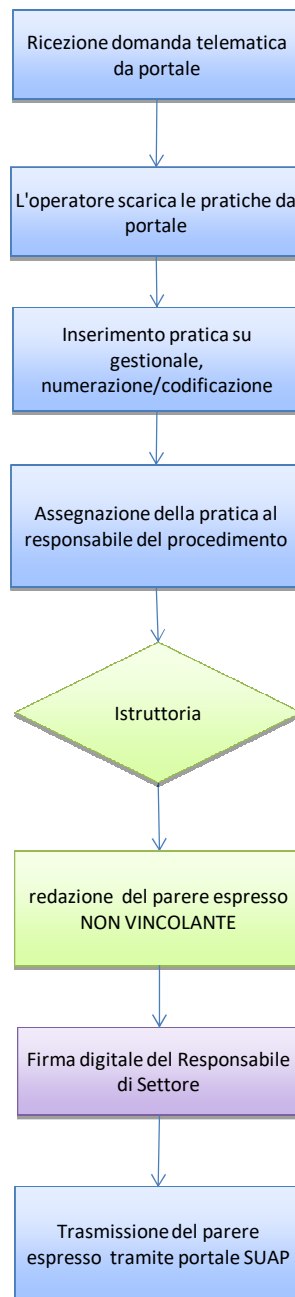 Ricezione domanda telematica
da portale
L'operatore scarica le pratiche da
portale
Inserimento pratica su
gestionale,
numerazione/codificazione
Assegnazione della pratica al
responsabile del procedimento
Istruttoria
redazione del parere espresso
NON VINCOLANTE
Firma digitale del Responsabile
di Settore
Trasmissione del parere
espresso tramite portale SUAP